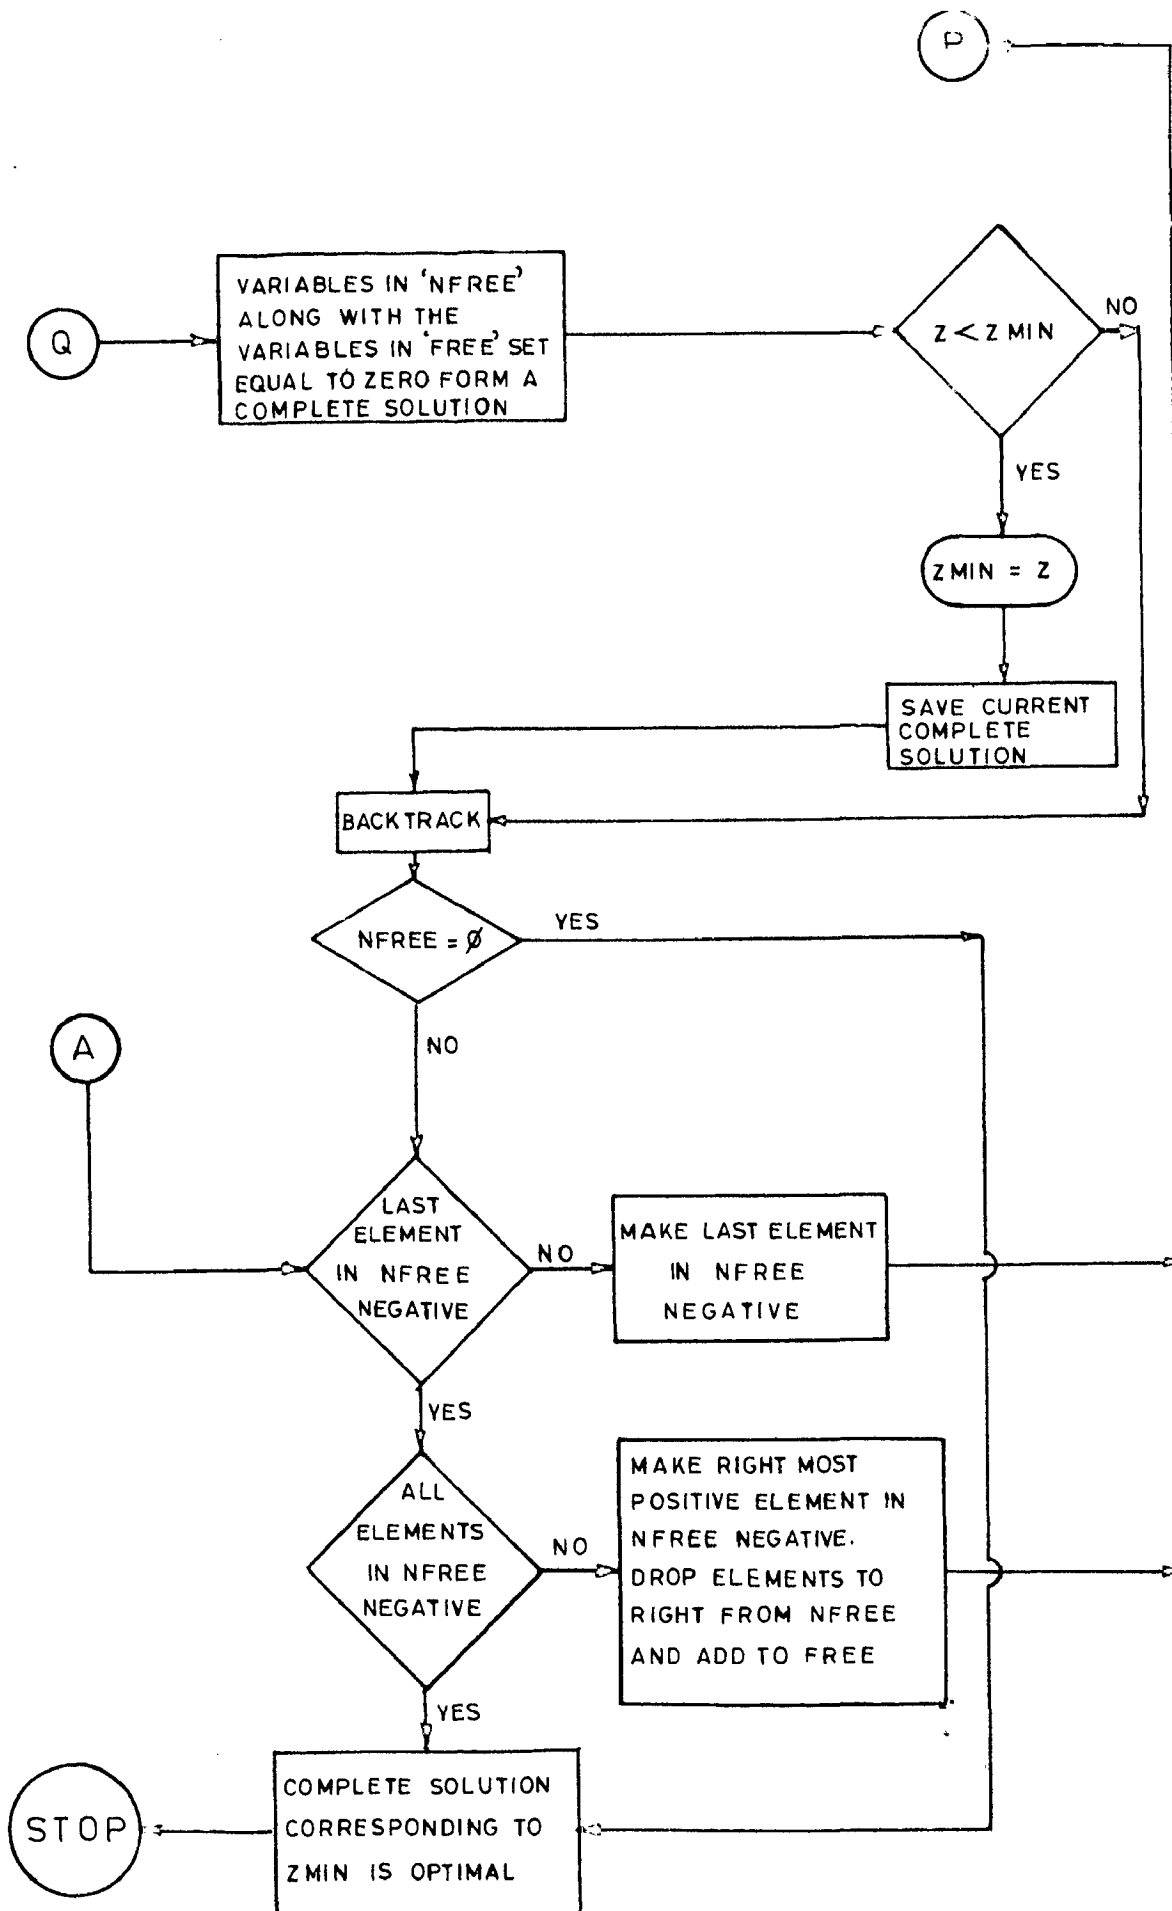 P
VARIABLES IN 'NFREE'
ALONG WITH THE
VARIABLES IN 'FREE' SET
EQUAL TO ZERO FORM A
COMPLETE SOLUTION
Q
Z < Z MIN
NO
YES
Z MIN = Z
SAVE CURRENT
COMPLETE
SOLUTION
BACKTRACK
NFREE = Ø
YES
NO
A
LAST
ELEMENT
IN NFREE
NEGATIVE
NO
MAKE LAST ELEMENT
IN NFREE
NEGATIVE
YES
ALL
ELEMENTS
IN NFREE
NEGATIVE
NO
MAKE RIGHT MOST
POSITIVE ELEMENT IN
NFREE NEGATIVE.
DROP ELEMENTS TO
RIGHT FROM NFREE
AND ADD TO FREE
YES
COMPLETE SOLUTION
CORRESPONDING TO
ZMIN IS OPTIMAL
STOP